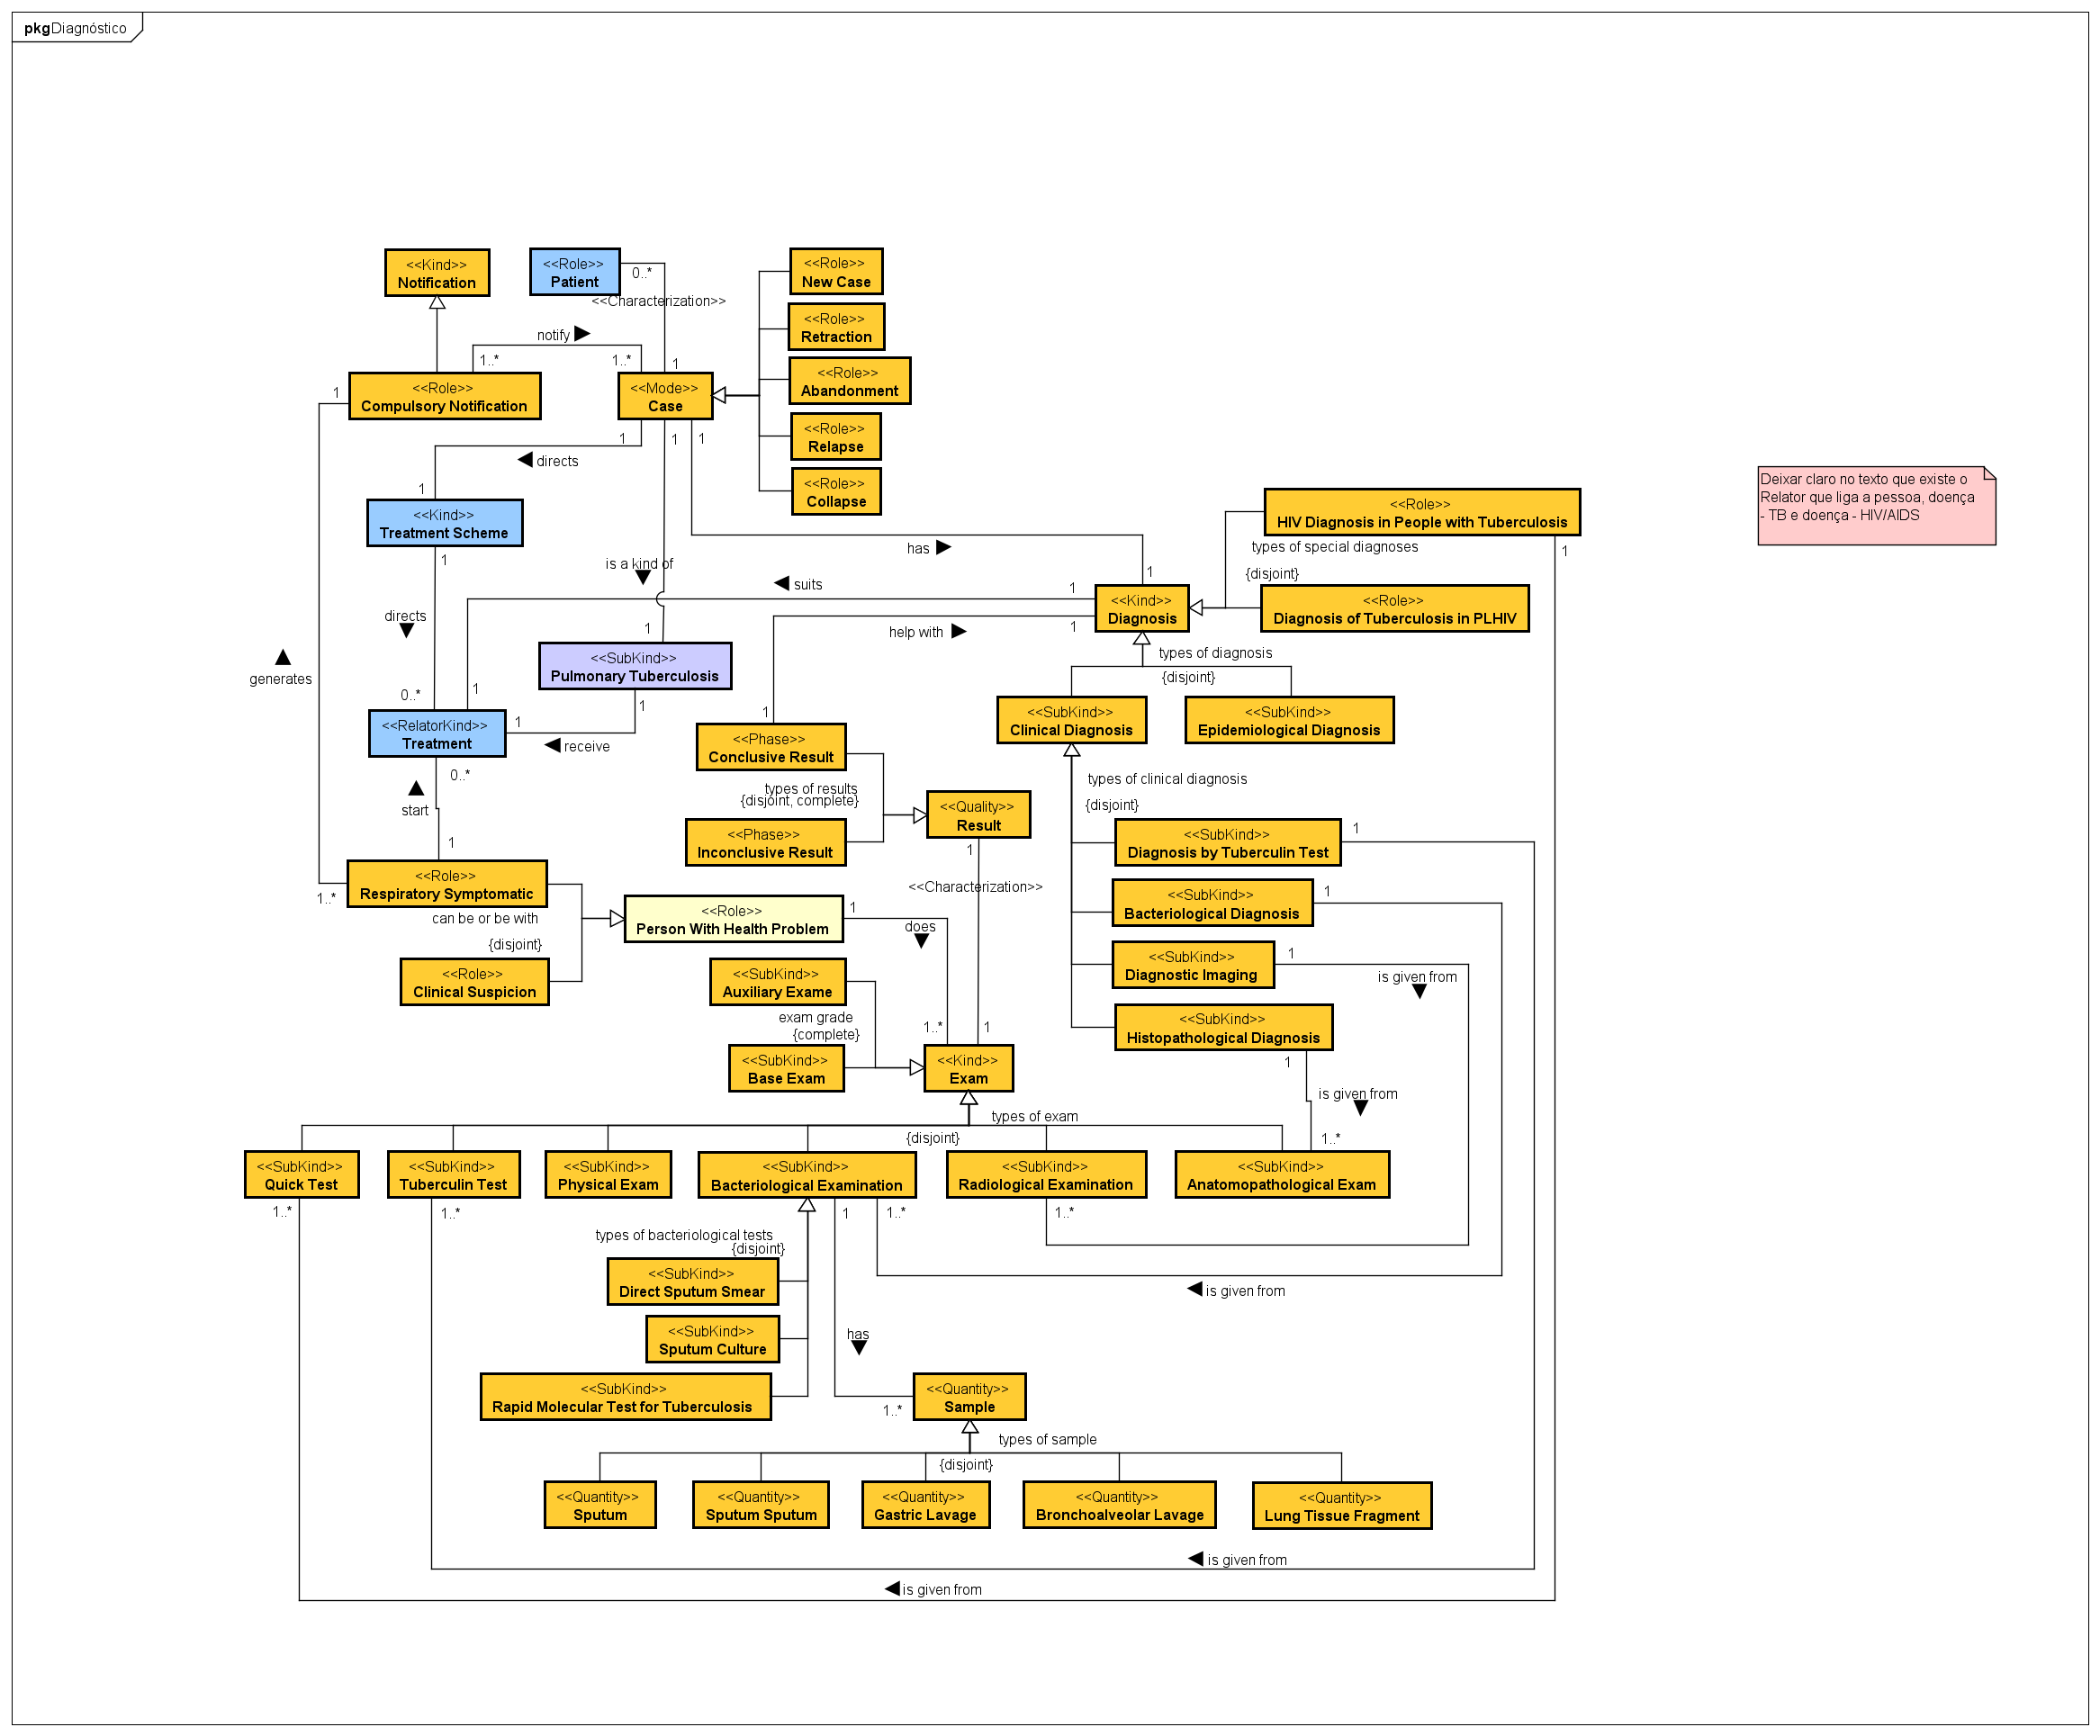 pkgDiagnóstico
<<Kind>>
Notification
<<Role>>
Patient
0..*
<<Characterization>>
<<Role>>
New Case
<<Role>>
Retraction
<<Role>>
Abandonment
<<Role>>
Relapse
<<Role>>
Collapse
notify
1..*
1..*
1
1
<<Role>>
Compulsory Notification
<<Mode>>
Case
1
1
1
directs
1
<<Kind>>
Treatment Scheme
1
has
1
is a kind of
suits
1
<<Role>>
HIV Diagnosis in People with Tuberculosis
1
types of special diagnoses
{disjoint}
<<Kind>>
Diagnosis
<<Role>>
Diagnosis of Tuberculosis in PLHIV
Deixar claro no texto que existe o
Relator que liga a pessoa, doença
- TB e doença - HIV/AIDS
directs
help with
1
1
<<SubKind>>
Pulmonary Tuberculosis
types of diagnosis
{disjoint}
generates
0..*
1
1
1
receive
<<RelatorKind>>
Treatment
0..*
start
1
1
<<Phase>>
Conclusive Result
<<SubKind>>
Clinical Diagnosis
<<SubKind>>
Epidemiological Diagnosis
types of results
{disjoint, complete}
<<Quality>>
Result
1
<<Phase>>
Inconclusive Result
types of clinical diagnosis
{disjoint}
<<SubKind>>
Diagnosis by Tuberculin Test
1
<<Role>>
Respiratory Symptomatic
1..*
can be or be with
{disjoint}
<<Role>>
Person With Health Problem
1
does
<<Characterization>>
<<SubKind>>
Bacteriological Diagnosis
1
<<Role>>
Clinical Suspicion
<<SubKind>>
Auxiliary Exame
exam grade
{complete}
1..*
1
<<SubKind>>
Diagnostic Imaging
1
is given from
<<SubKind>>
Histopathological Diagnosis
1
<<SubKind>>
Base Exam
<<Kind>>
Exam
is given from
types of exam
{disjoint}
1..*
<<SubKind>>
Quick Test
1..*
<<SubKind>>
Tuberculin Test
1..*
<<SubKind>>
Physical Exam
<<SubKind>>
Bacteriological Examination
1
1..*
<<SubKind>>
Radiological Examination
1..*
<<SubKind>>
Anatomopathological Exam
types of bacteriological tests
{disjoint}
<<SubKind>>
Direct Sputum Smear
is given from
<<SubKind>>
Sputum Culture
has
<<SubKind>>
Rapid Molecular Test for Tuberculosis
1..*
<<Quantity>>
Sample
types of sample
{disjoint}
<<Quantity>>
Sputum
<<Quantity>>
Sputum Sputum
<<Quantity>>
Gastric Lavage
<<Quantity>>
Bronchoalveolar Lavage
<<Quantity>>
Lung Tissue Fragment
is given from
is given from